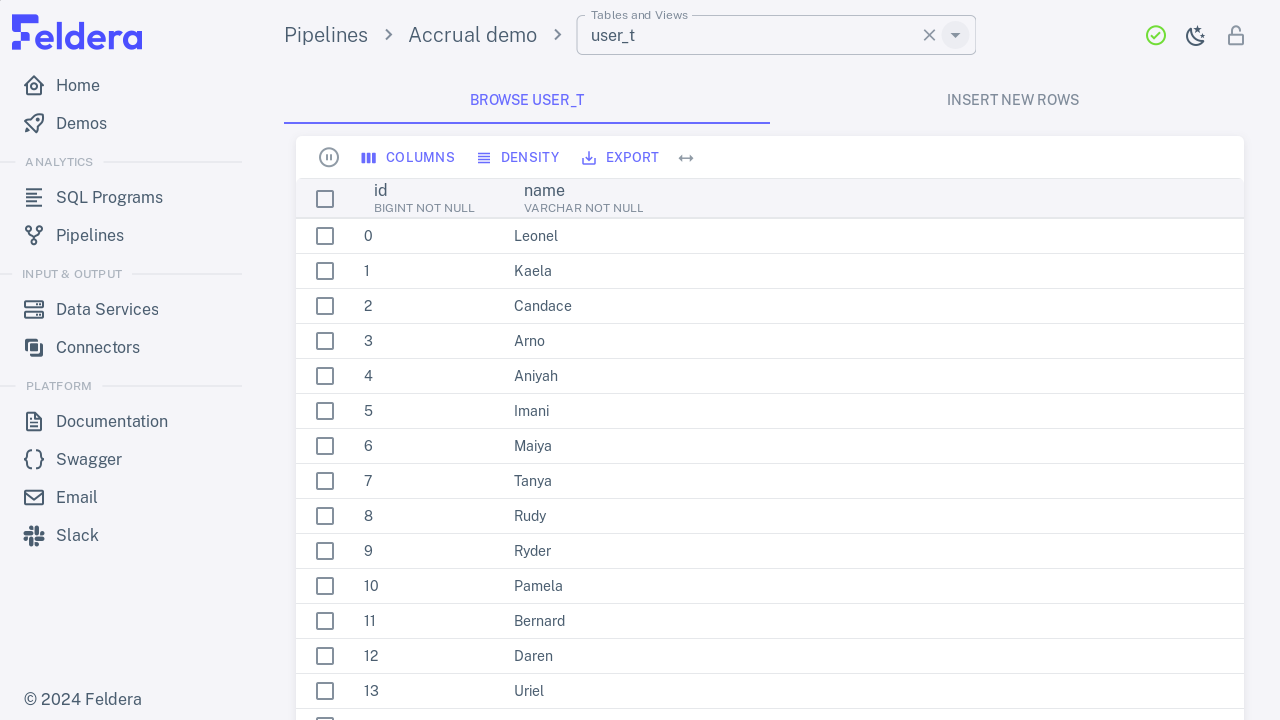 Feldera
Home
Demos
ANALYTICS
SQL Programs
Pipelines
INPUT & OUTPUT
Data Services
Connectors
PLATFORM
Documentation
Swagger
Email
Slack
© 2024 Feldera
Pipelines
Accrual demo
Tables and Views
user_t
BROWSE USER_T
INSERT NEW ROWS
COLUMNS
DENSITY
EXPORT
id
BIGINT NOT NULL
name
VARCHAR NOT NULL
0 Leonel
1 Kaela
2 Candace
3 Arno
4 Aniyah
5 Imani
6 Maiya
7 Tanya
8 Rudy
9 Ryder
10 Pamela
11 Bernard
12 Daren
13 Uriel